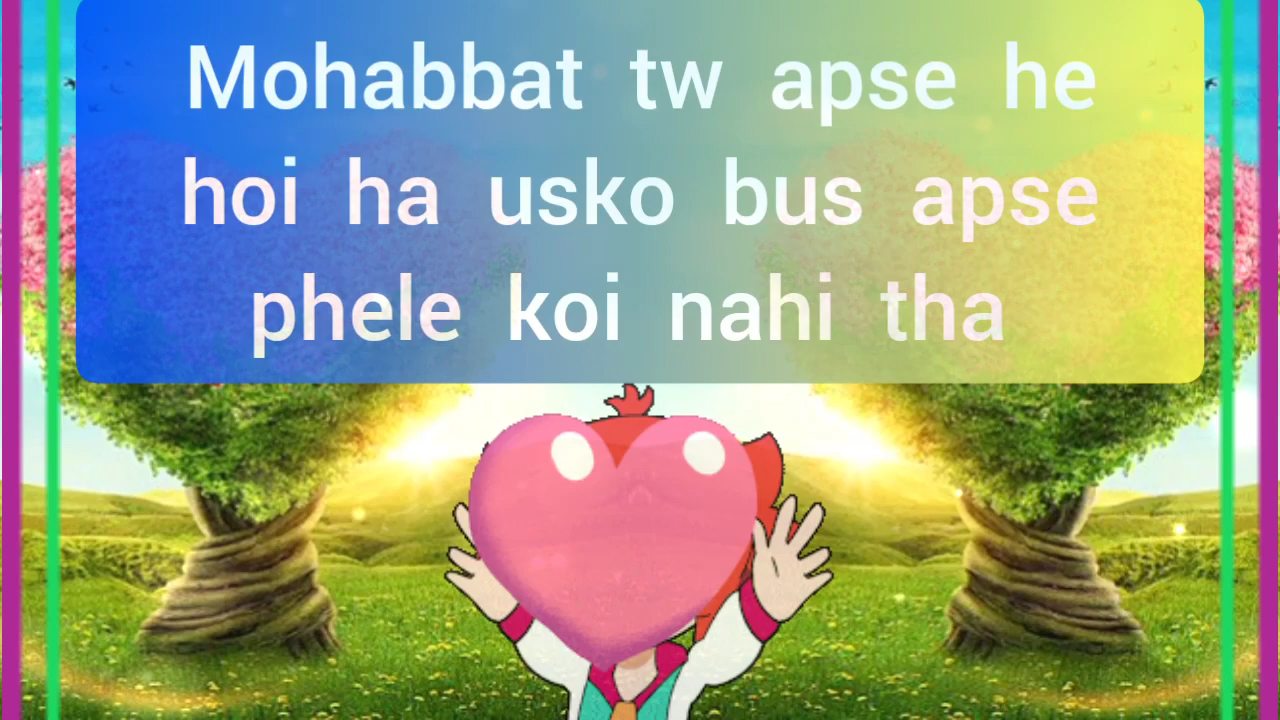 Mohabbat tw apse he
hoi ha usko bus apse
phele koi nahi tha